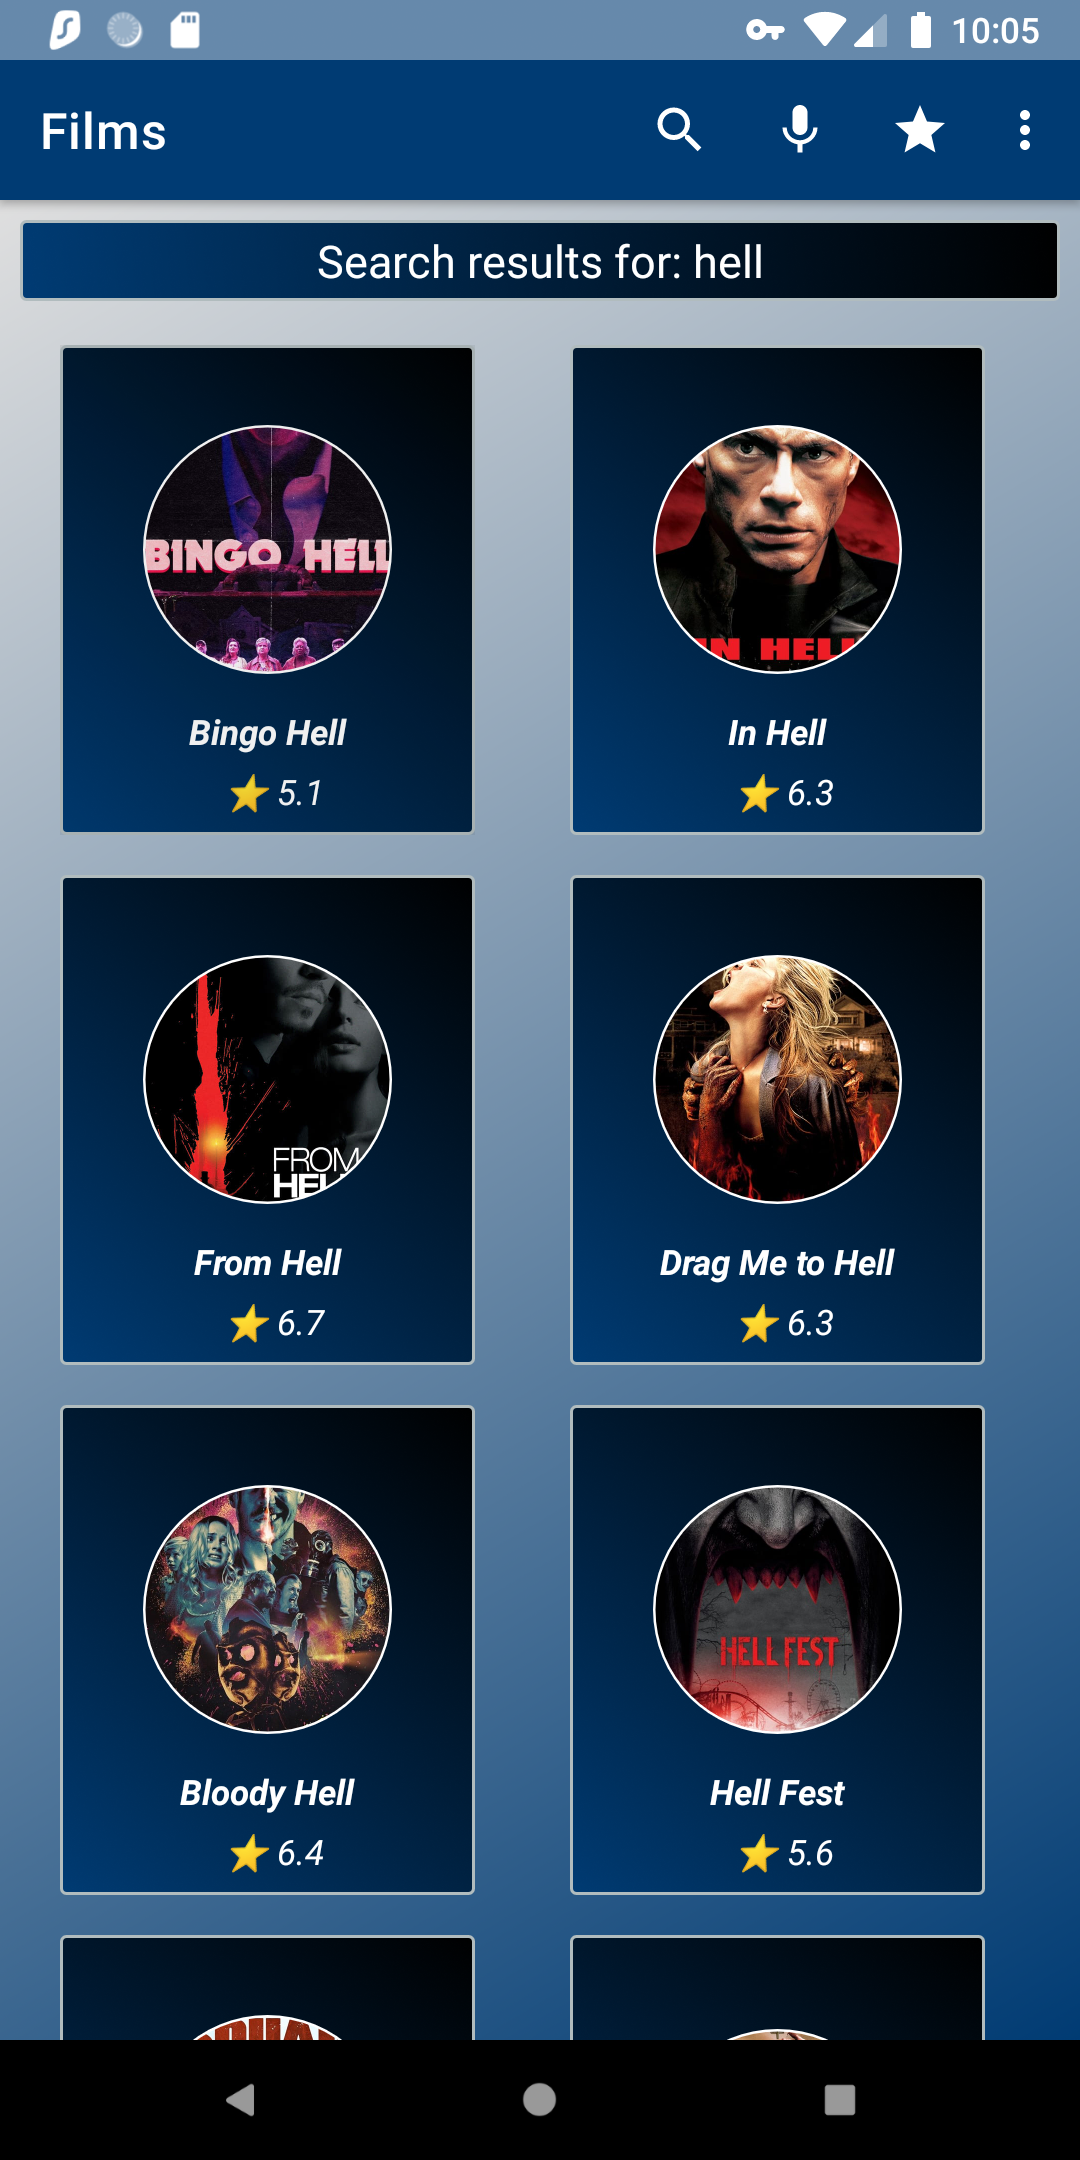 10:05
Films
Search results for: hell
BINGO HELL
IN HELL
Bingo Hell
5.1
In Hell
6.3
FROM
HELL
From Hell
6.7
Drag Me to Hell
6.3
HELL FEST
Bloody Hell
6.4
Hell Fest
5.6